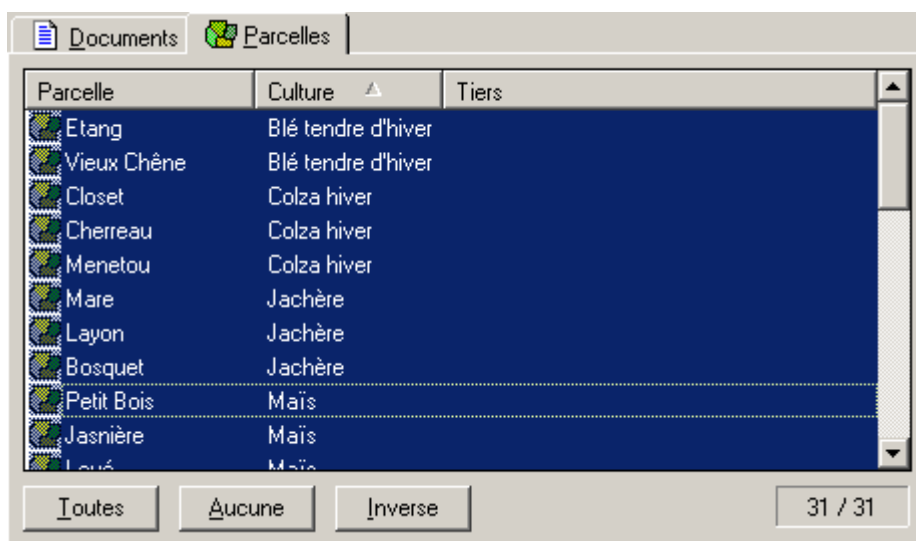 Documents Parcelles
Parcelle Culture Tiers
Etang Blé tendre d'hiver
Vieux Chêne Blé tendre d'hiver
Closet Colza hiver
Cherreau Colza hiver
Menetou Colza hiver
Mare Jachère
Layon Jachère
Bosquet Jachère
Petit Bois Maïs
Jasnière Maïs
Loué Maïs
Toutes Aucune Inverse 31 / 31